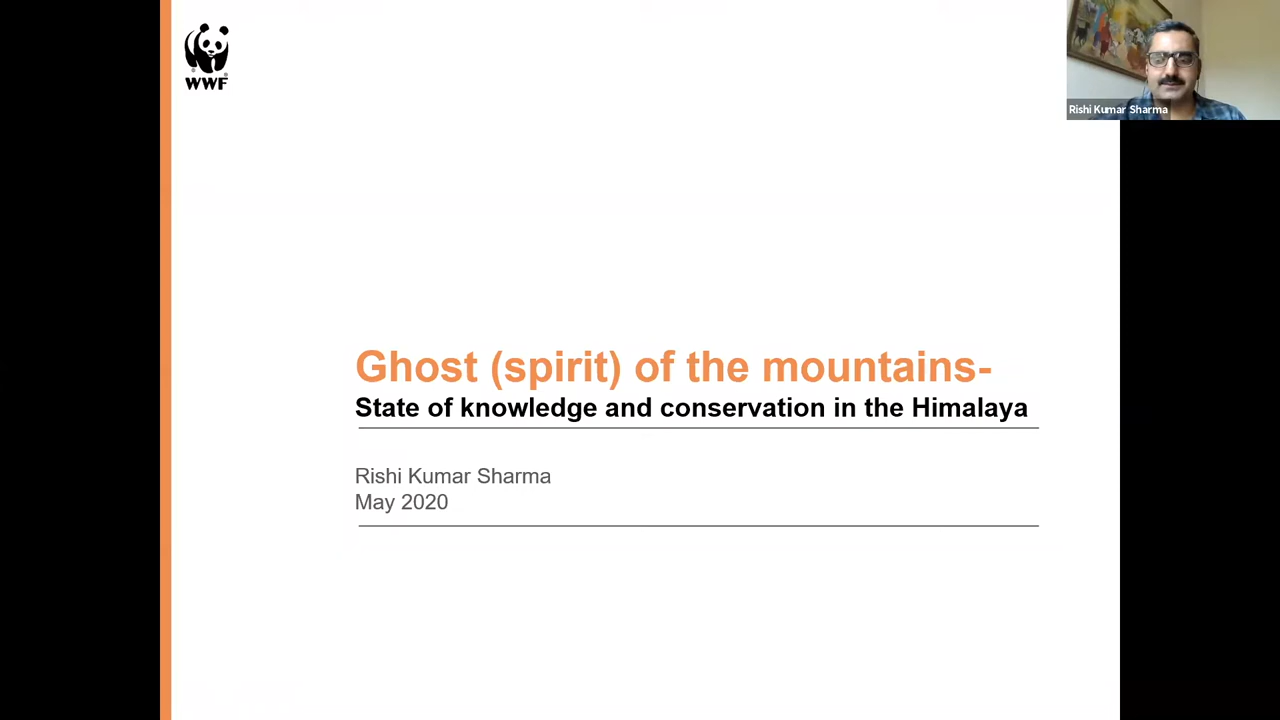 WWF
Rishi Kumar Sharma
Ghost (spirit) of the mountains-
State of knowledge and conservation in the Himalaya
Rishi Kumar Sharma
May 2020